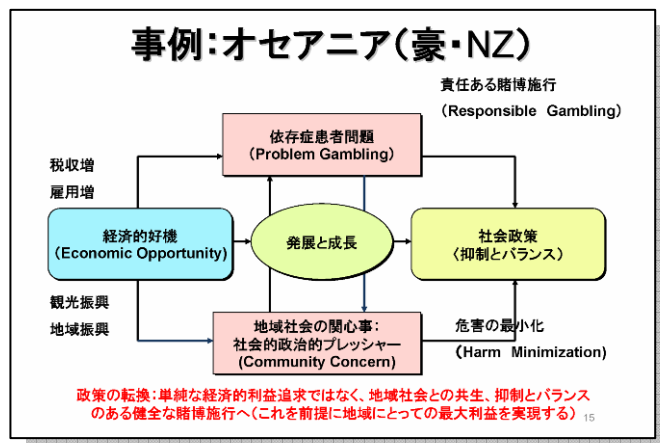 事例：オセアニア（豪・NZ）
責任ある賭博施行
（Responsible Gambling）
依存症患者問題
（Problem Gambling）
税収増
雇用増
経済的好機
（Economic Opportunity）
発展と成長
社会政策
（抑制とバランス）
観光振興
地域振興
地域社会の関心事：
社会的政治的プレッシャー
(Community Concern)
危害の最小化
（Harm Minimization)
政策の転換：単純な経済的利益追求ではなく、地域社会との共生、抑制とバランス
のある健全な賭博施行へ（これを前提に地域にとっての最大利益を実現する）
15